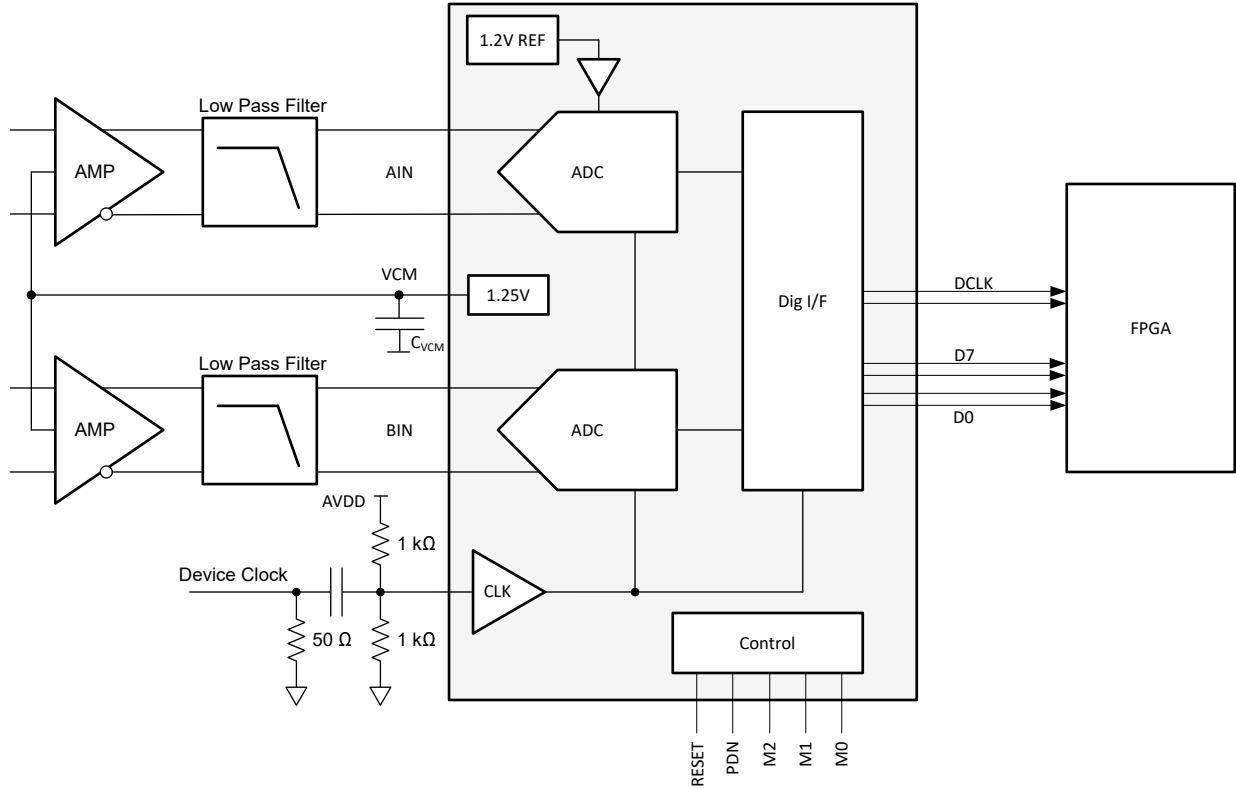 1.2V REF
Low Pass Filter
AMP
AIN
ADC
VCM
1.25V
C_VCM
Dig I/F
DCLK
D7
D0
FPGA
Low Pass Filter
AMP
BIN
ADC
AVDD
1 kΩ
Device Clock
CLK
50 Ω
1 kΩ
Control
RESET
PDN
M2
M1
M0